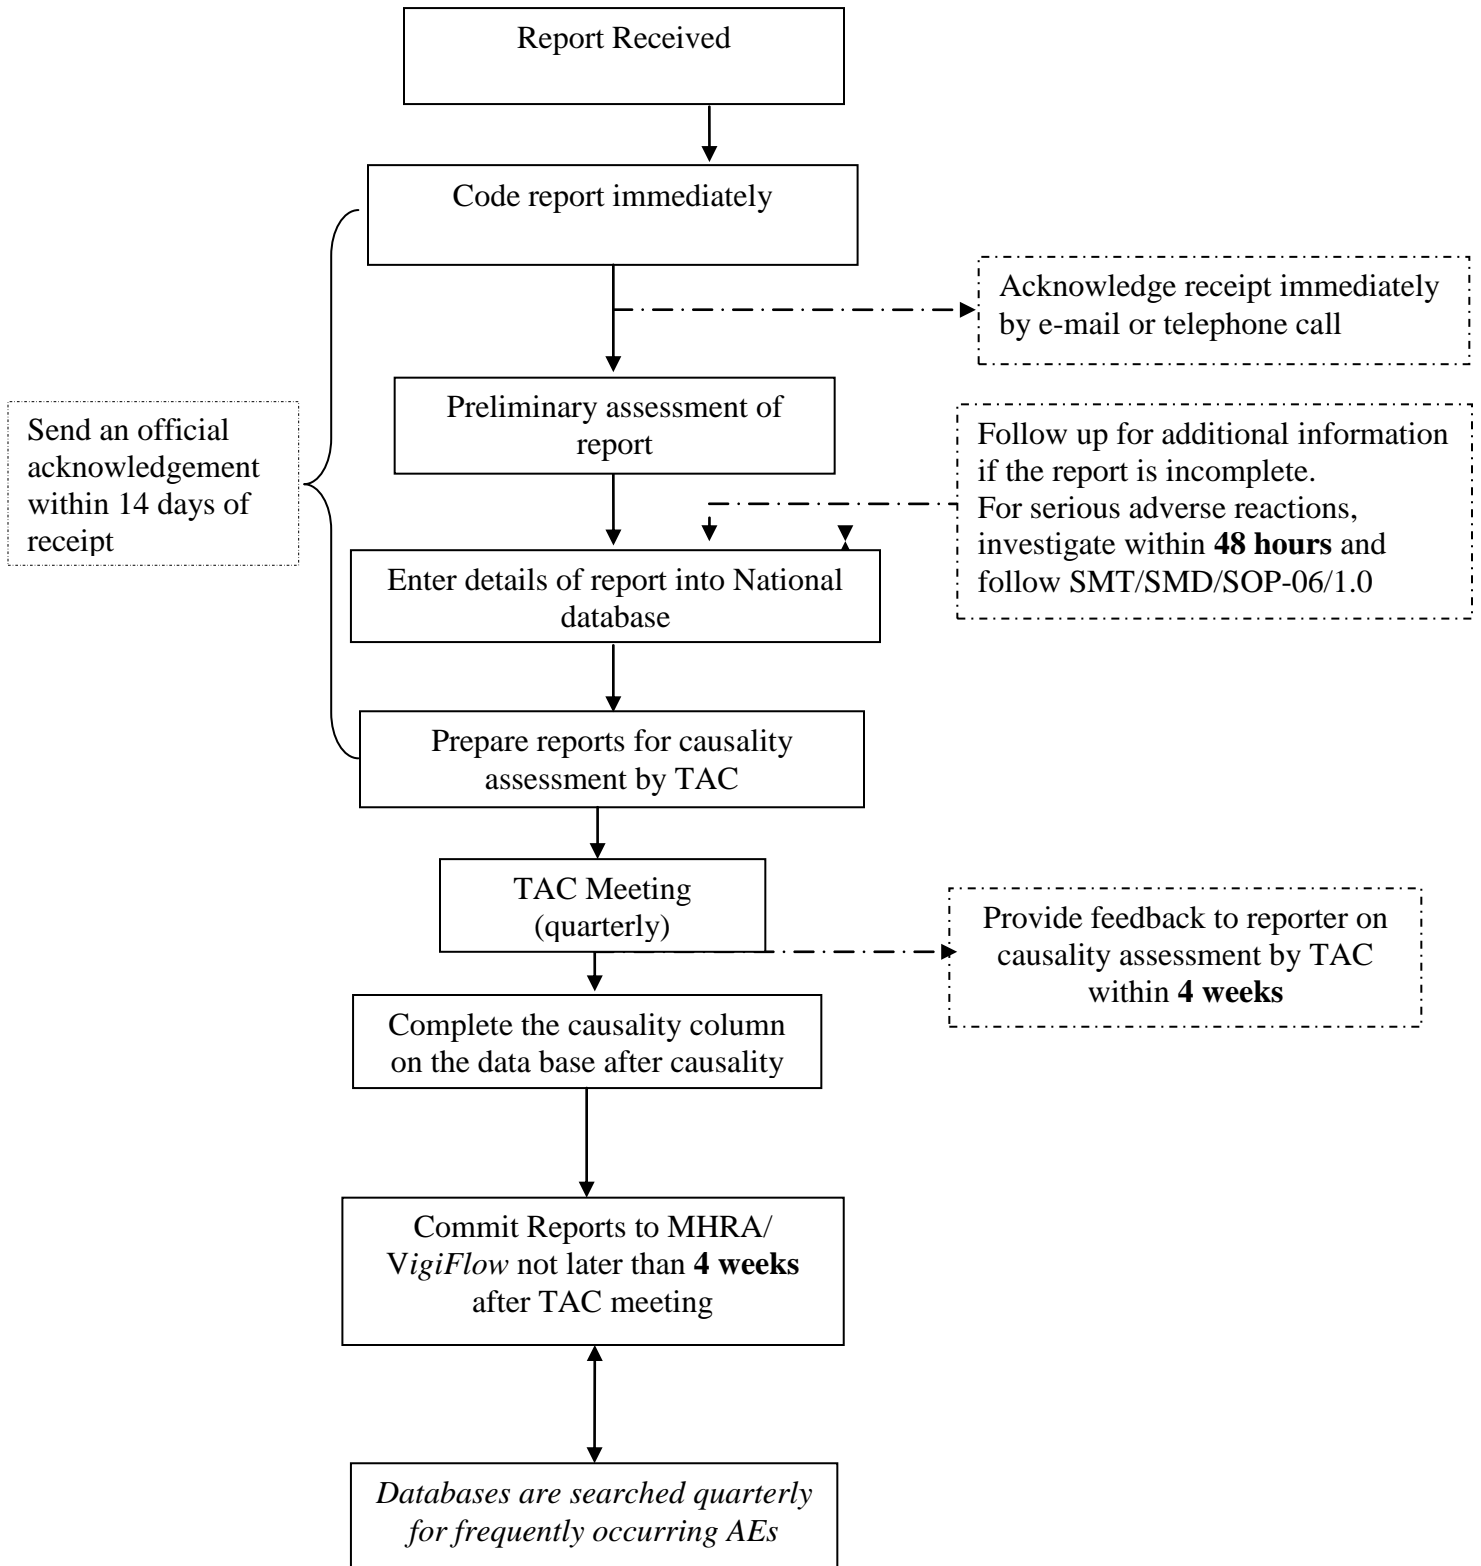 Report Received
Code report immediately
Acknowledge receipt immediately
by e-mail or telephone call
Preliminary assessment of
report
Send an official
acknowledgement
within 14 days of
receipt
Follow up for additional information
if the report is incomplete.
For serious adverse reactions,
investigate within 48 hours and
follow SMT/SMD/SOP-06/1.0
Enter details of report into National
database
Prepare reports for causality
assessment by TAC
TAC Meeting
(quarterly)
Provide feedback to reporter on
causality assessment by TAC
within 4 weeks
Complete the causality column
on the data base after causality
Commit Reports to MHRA/
VigiFlow not later than 4 weeks
after TAC meeting
Databases are searched quarterly
for frequently occurring AEs